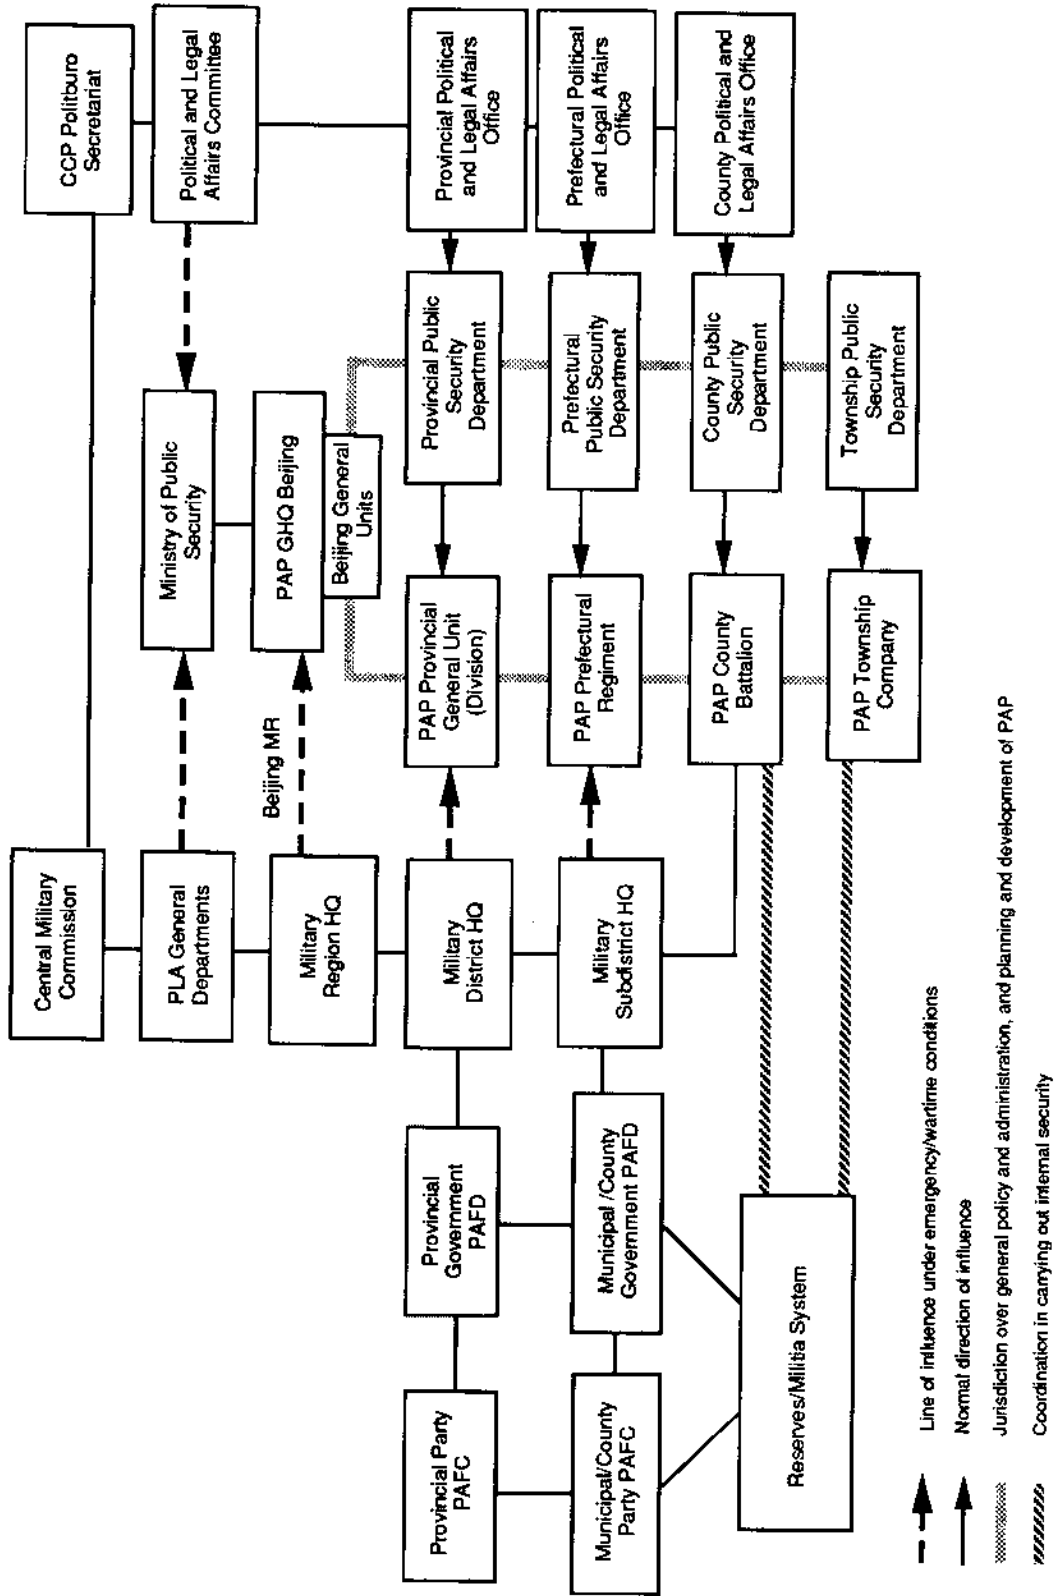 Central Military
Commission
CCP Politburo
Secretariat
PLA General
Departments
Ministry of Public
Security
Political and Legal
Affairs Committee
Military
Region HQ
Beijing MR
PAP GHQ Beijing
Beijing General
Units
Provincial Party
PAFC
Provincial
Government
PAFD
Military
District HQ
PAP Provincial
General Unit
(Division)
Provincial Public
Security
Department
Provincial Political
and Legal Affairs
Office
Municipal/County
Party PAFC
Municipal /County
Government PAFD
Military
Subdistrict HQ
PAP Prefectural
Regiment
Prefectural
Public Security
Department
Prefectural Political
and Legal Affairs
Office
Reserves/Militia System
PAP County
Battalion
County Public
Security
Department
County Political and
Legal Affairs Office
PAP Township
Company
Township Public
Security
Department
Line of influence under emergency/wartime conditions
Normal direction of influence
Jurisdiction over general policy and administration, and planning and development of PAP
Coordination in carrying out internal security